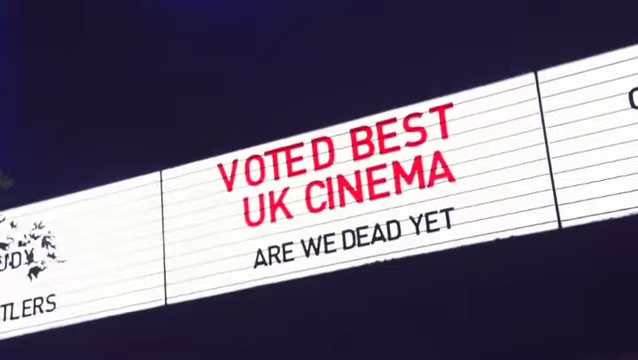 VOTED BEST
UK CINEMA
ARE WE DEAD YET
TLERS